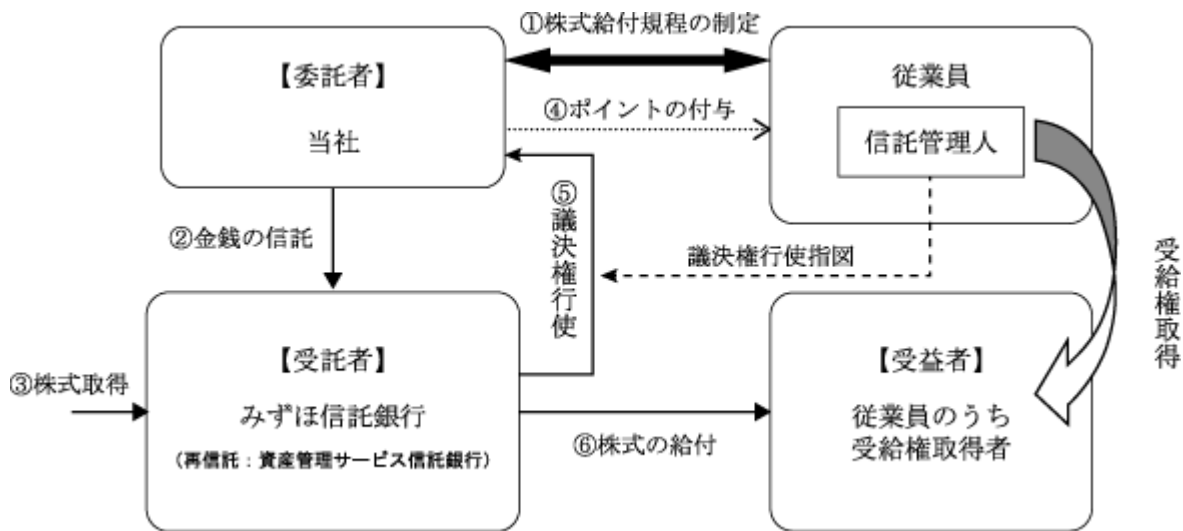 ①株式給付規程の制定
【委託者】
当社
従業員
④ポイントの付与
信託管理人
②金銭の信託
⑤議決権行使
議決権行使指図
受給権取得
【受託者】
みずほ信託銀行
（再信託：資産管理サービス信託銀行）
③株式取得
⑥株式の給付
【受益者】
従業員のうち
受給権取得者